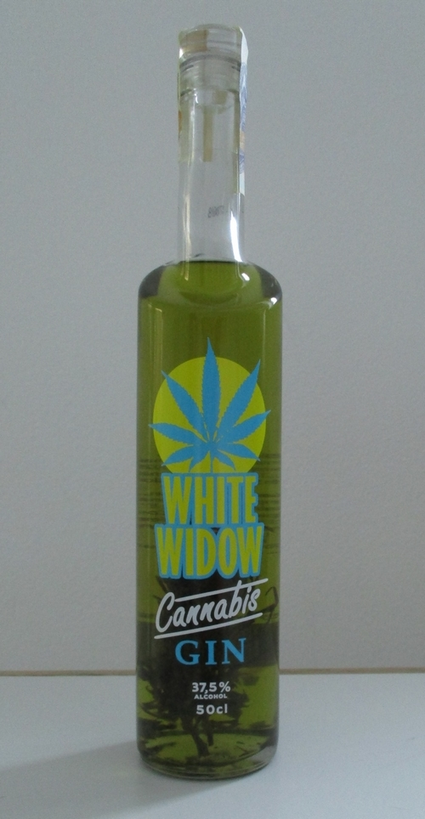 WHITE
WIDOW
Cannabis
GIN
37,5%
ALCOHOL
50cl